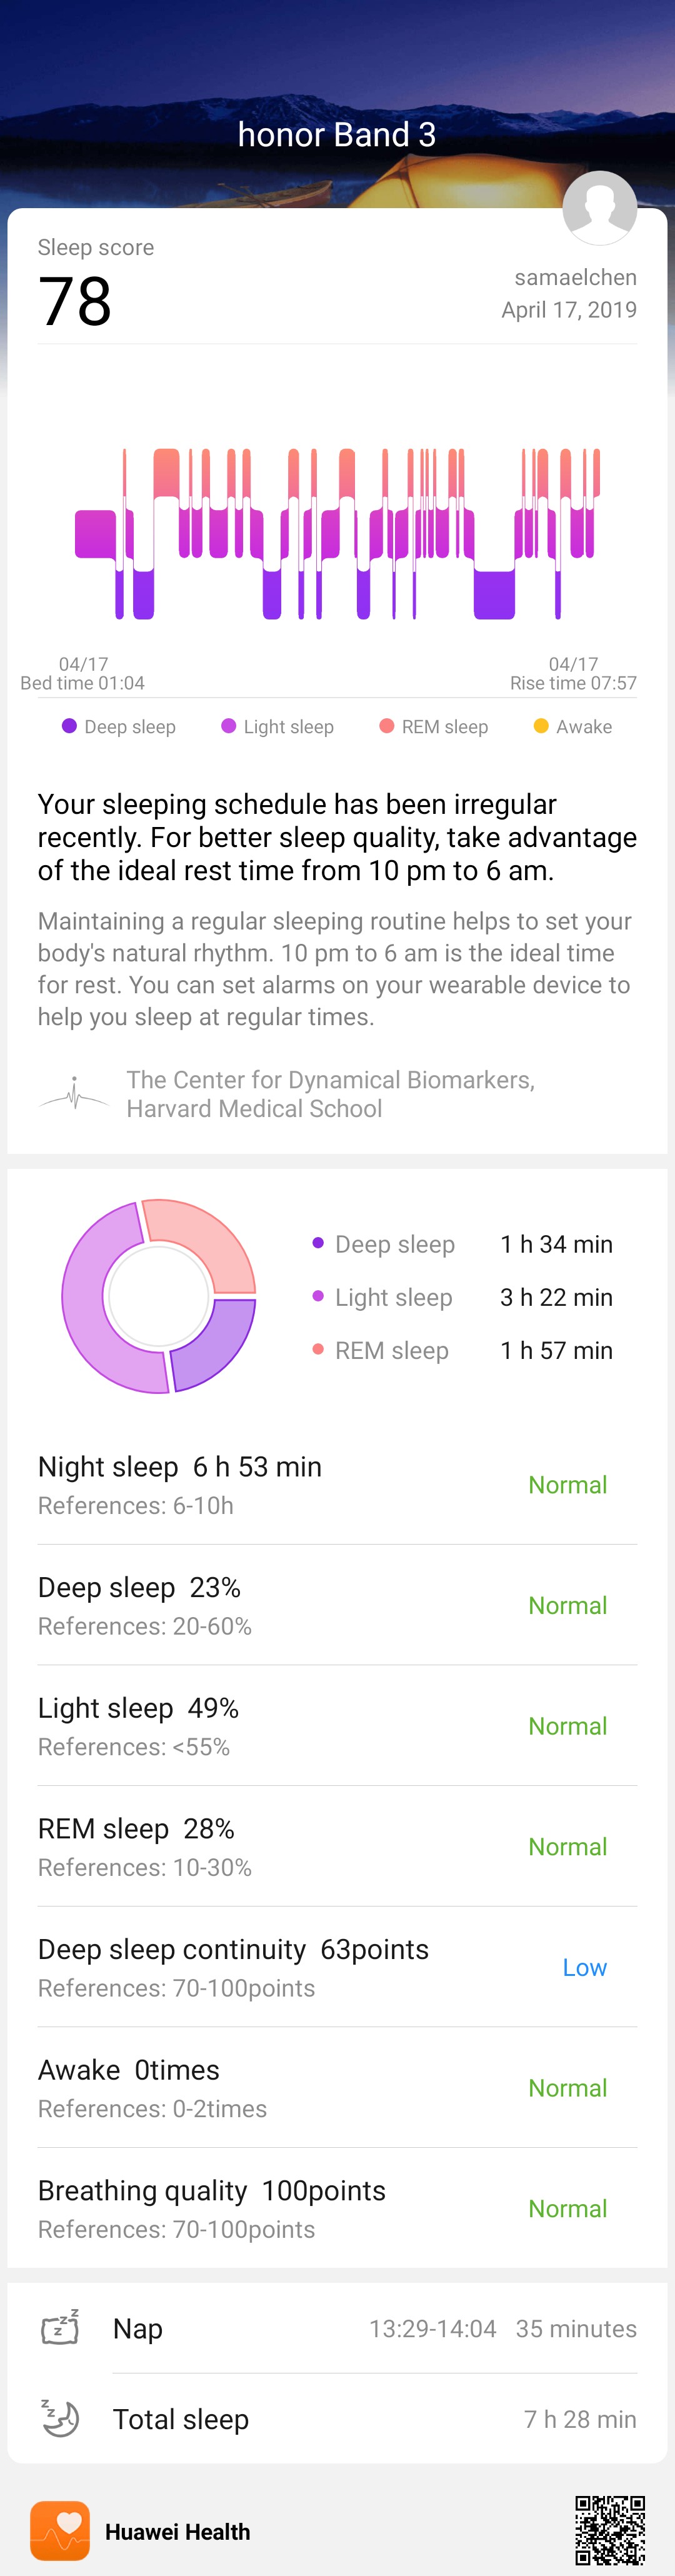 honor Band 3
Sleep score
78
samaelchen
April 17, 2019
04/17
Bed time 01:04
04/17
Rise time 07:57
Deep sleep
Light sleep
REM sleep
Awake
Your sleeping schedule has been irregular
recently. For better sleep quality, take advantage
of the ideal rest time from 10 pm to 6 am.
Maintaining a regular sleeping routine helps to set your
body's natural rhythm. 10 pm to 6 am is the ideal time
for rest. You can set alarms on your wearable device to
help you sleep at regular times.
The Center for Dynamical Biomarkers,
Harvard Medical School
Deep sleep 1 h 34 min
Light sleep 3 h 22 min
REM sleep 1 h 57 min
Night sleep 6 h 53 min
References: 6-10h
Normal
Deep sleep 23%
References: 20-60%
Normal
Light sleep 49%
References: <55%
Normal
REM sleep 28%
References: 10-30%
Normal
Deep sleep continuity 63points
References: 70-100points
Low
Awake 0times
References: 0-2times
Normal
Breathing quality 100points
References: 70-100points
Normal
z z z
Nap 13:29-14:04 35 minutes
z z
Total sleep 7 h 28 min
Huawei Health